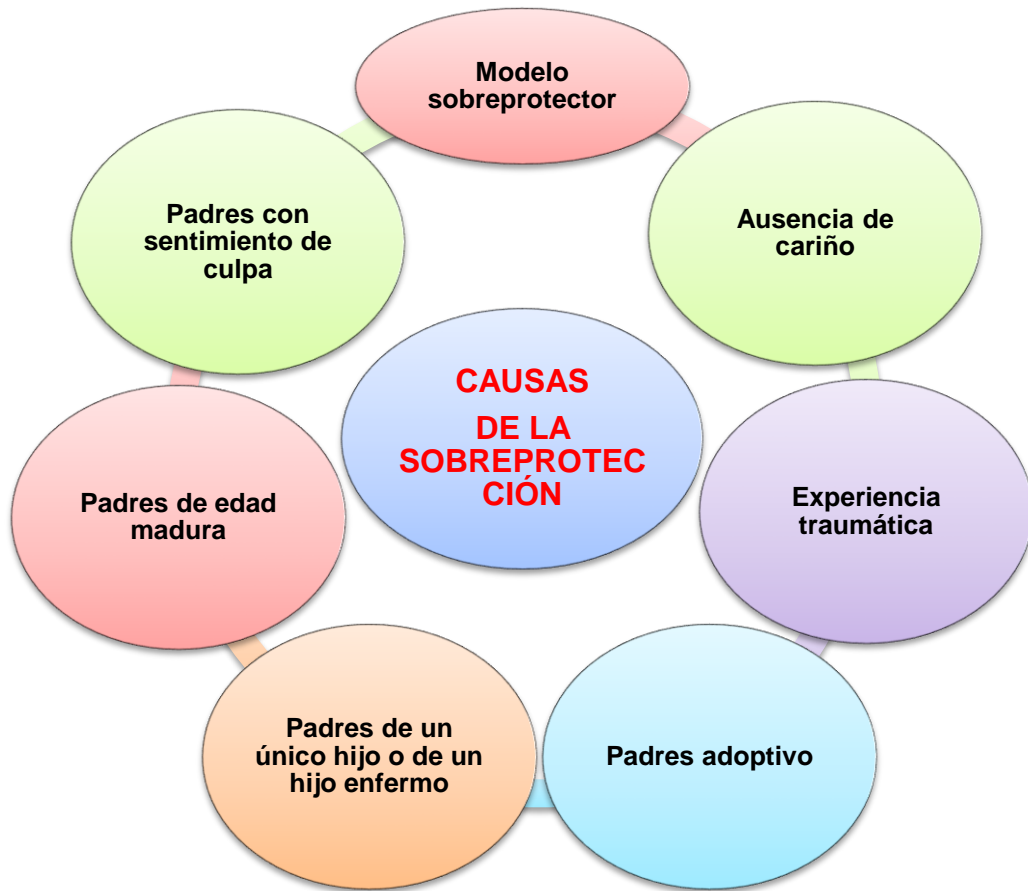 Modelo
sobreprotector
Ausencia de
cariño
Experiencia
traumática
Padres adoptivo
Padres de un
único hijo o de un
hijo enfermo
Padres de edad
madura
Padres con
sentimiento de
culpa
CAUSAS
DE LA
SOBREPROTEC
CIÓN